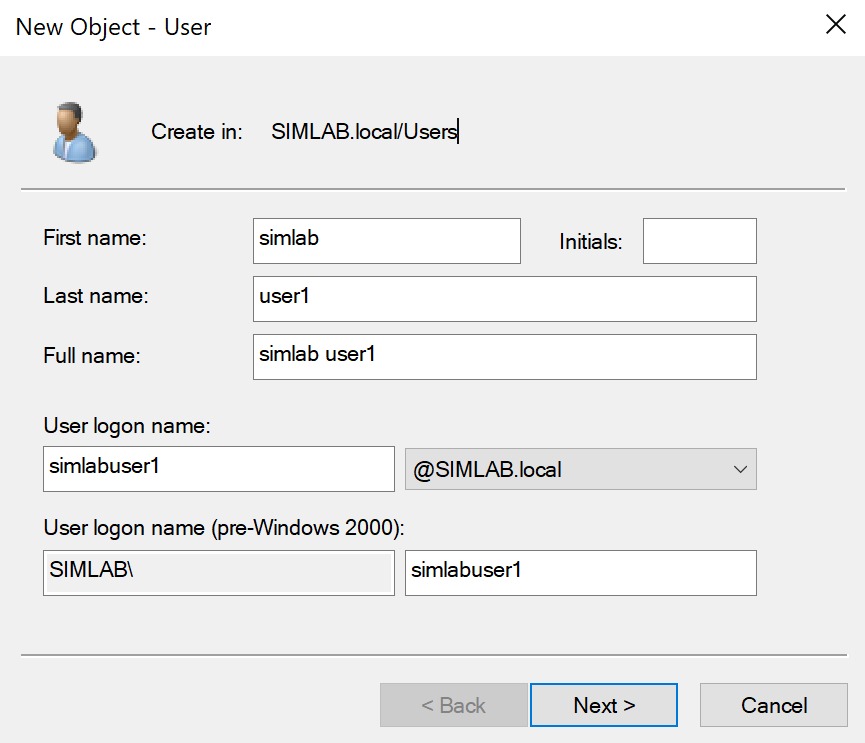 New Object - User
Create in: SIMLAB.local/Users
First name: simlab Initials:
Last name: user1
Full name: simlab user1
User logon name:
simlabuser1 @SIMLAB.local
User logon name (pre-Windows 2000):
SIMLAB\ simlabuser1
< Back Next > Cancel